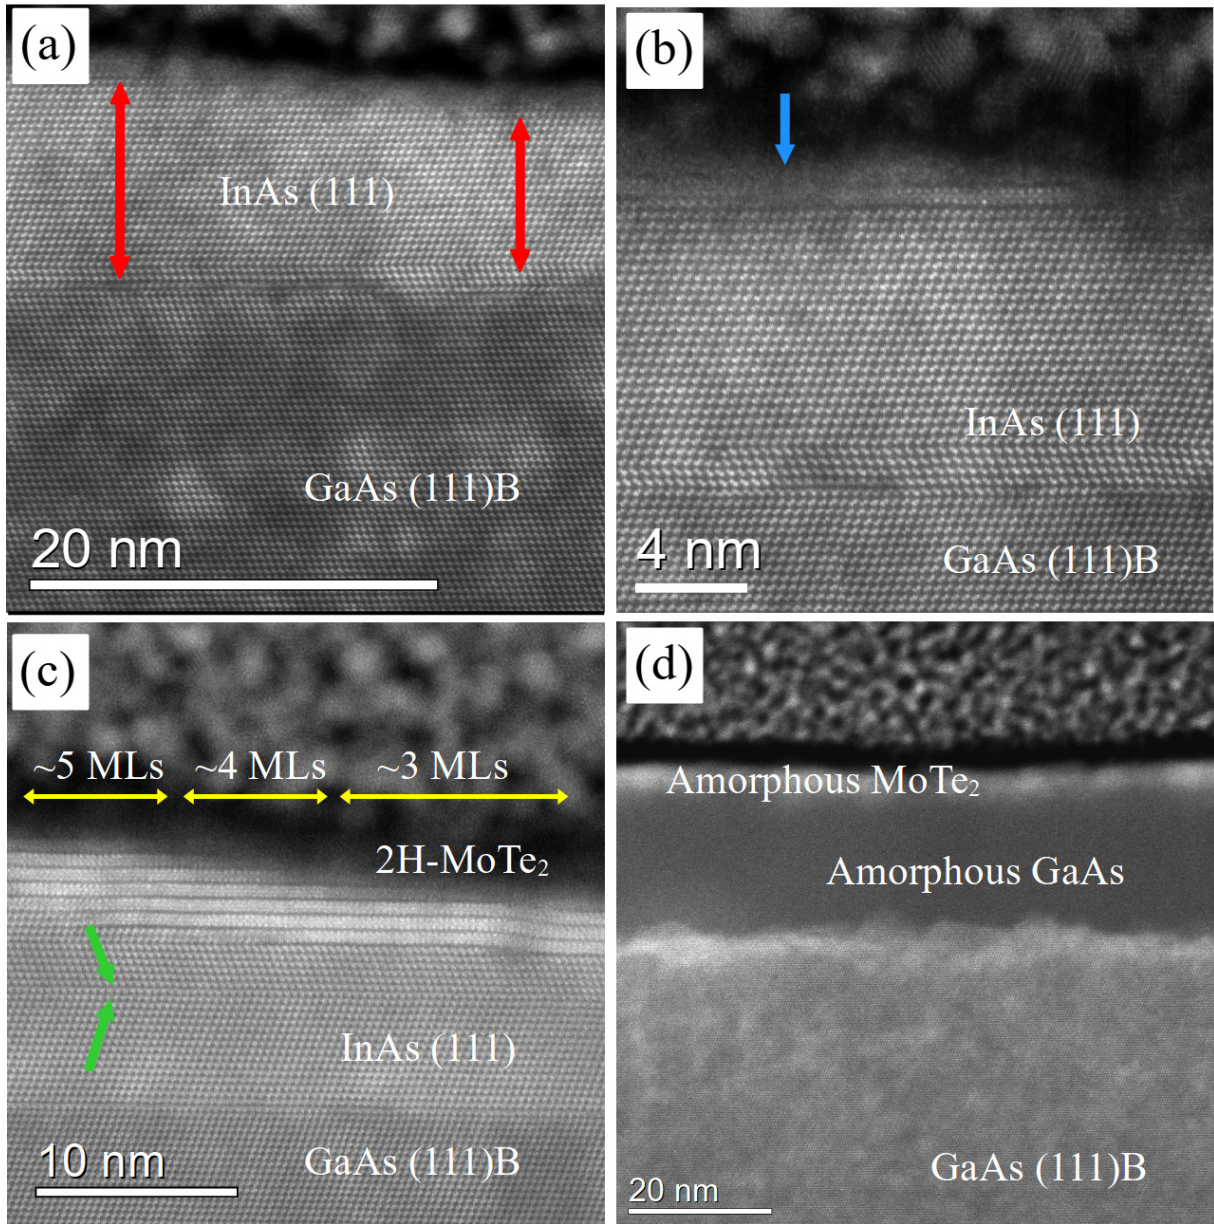 (a)
InAs (111)
GaAs (111)B
20 nm
(b)
InAs (111)
GaAs (111)B
4 nm
(c)
~5 MLs
~4 MLs
~3 MLs
2H-MoTe₂
InAs (111)
GaAs (111)B
10 nm
(d)
Amorphous MoTe₂
Amorphous GaAs
GaAs (111)B
20 nm